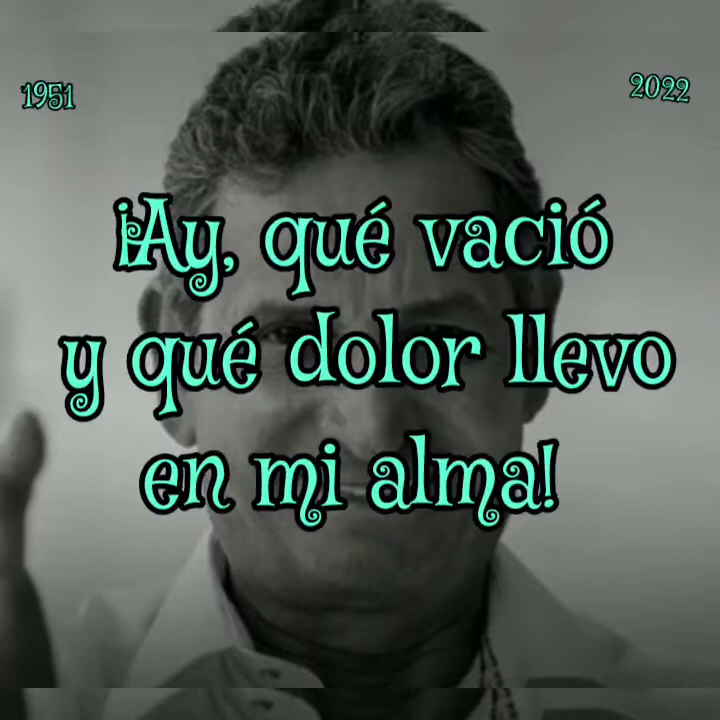 1951
2022
¡Ay, qué vació
y qué dolor llevo
en mi alma!